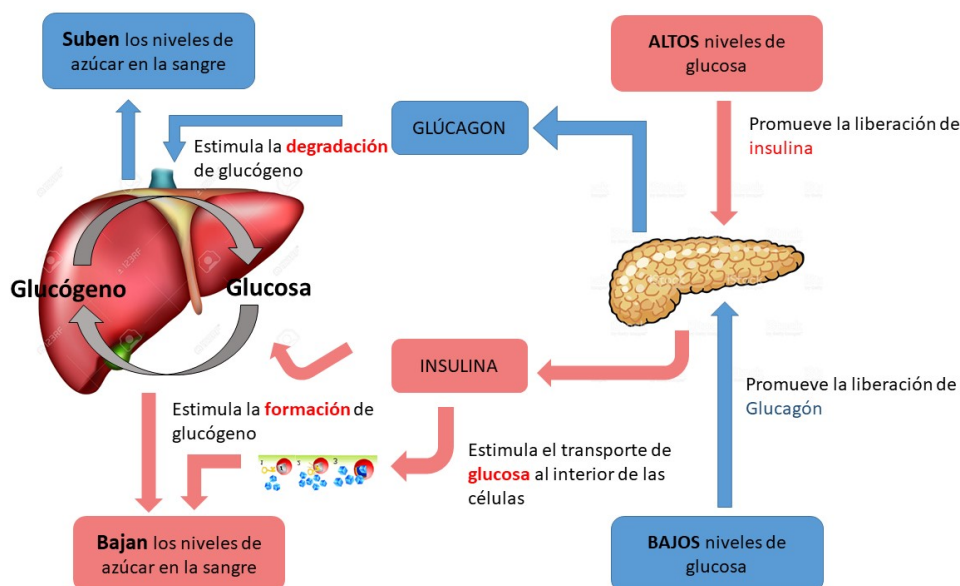 Suben los niveles de
azúcar en la sangre
ALTOS niveles de
glucosa
GLÚCAGON
Promueve la liberación de
insulina
Estimula la degradación
de glucógeno
Glucógeno
Glucosa
INSULINA
Promueve la liberación de
Glucagón
Estimula la formación de
glucógeno
Estimula el transporte de
glucosa al interior de las
células
Bajan los niveles de
azúcar en la sangre
BAJOS niveles de
glucosa